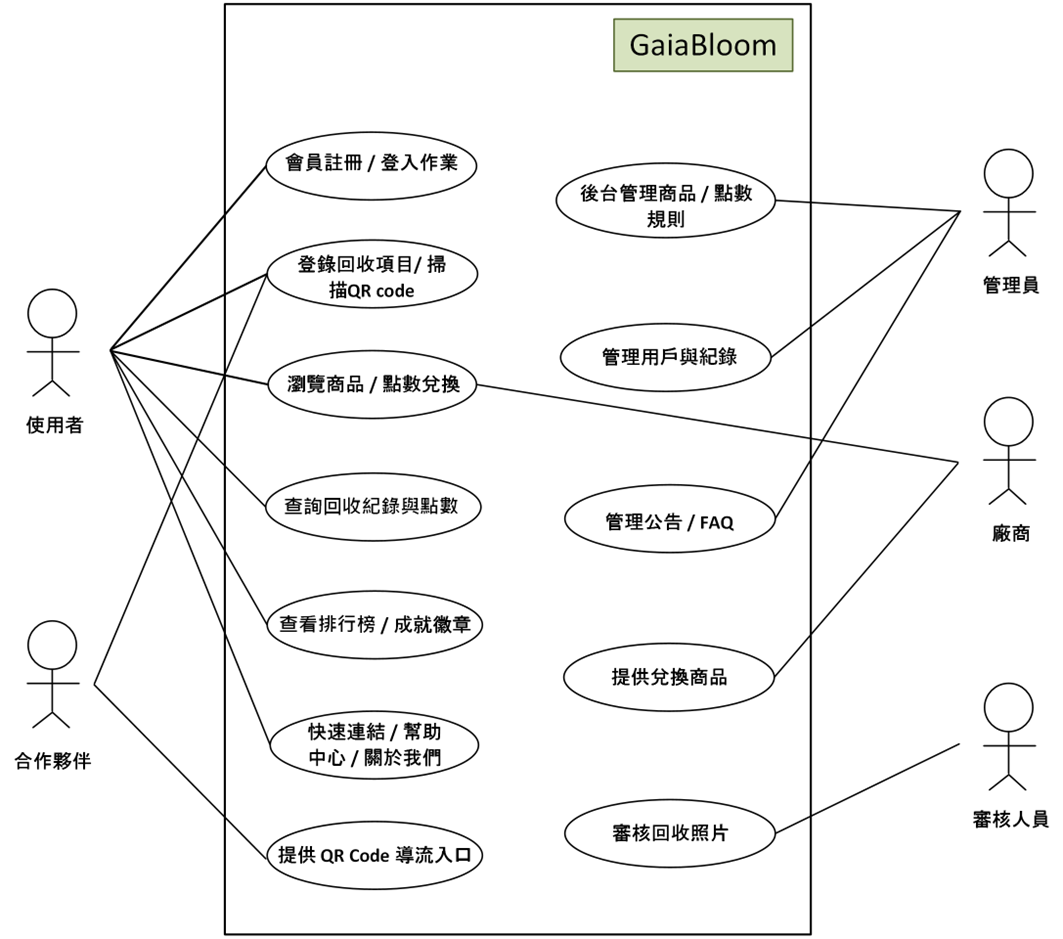 GaiaBloom
會員註冊 / 登入作業
登錄回收項目/ 掃
描QR code
瀏覽商品 / 點數兌換
查詢回收紀錄與點數
查看排行榜 / 成就徽章
快速連結 / 幫助
中心 / 關於我們
提供 QR Code 導流入口
後台管理商品 / 點數
規則
管理用戶與紀錄
管理公告 / FAQ
提供兌換商品
審核回收照片
使用者
合作夥伴
管理員
廠商
審核人員